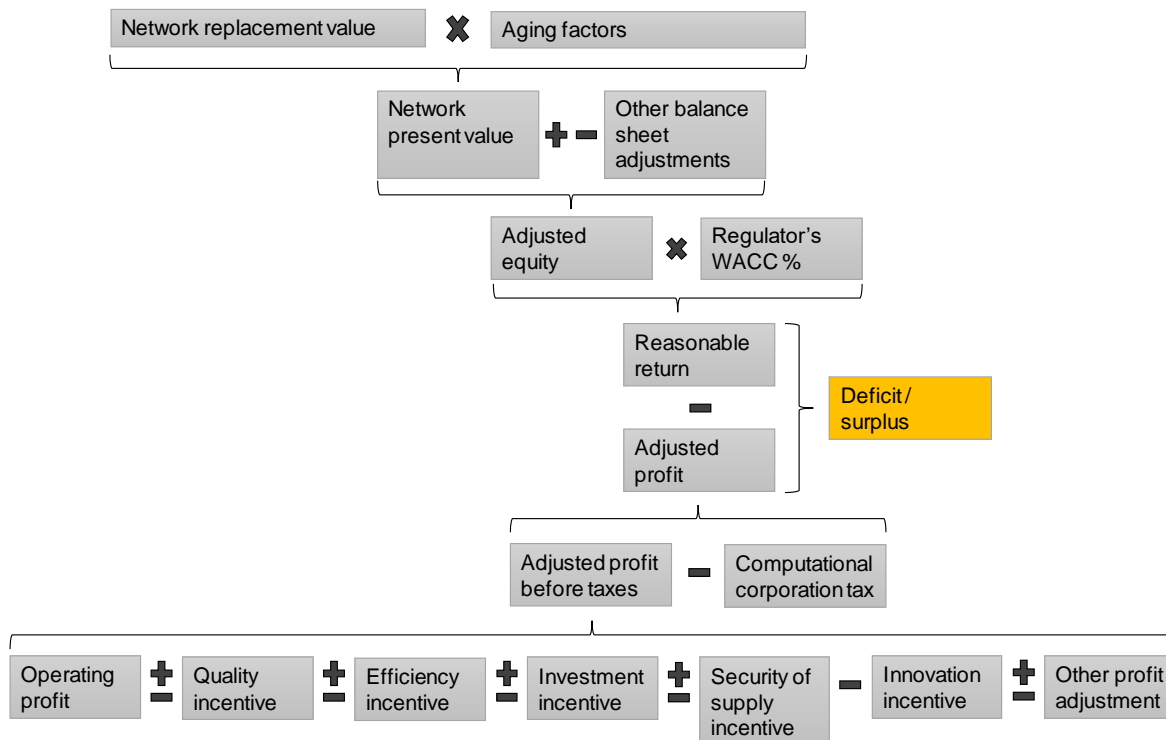 Network replacement value
Aging factors
Network
present value
Other balance
sheet
adjustments
Adjusted
equity
Regulator's
WACC %
Reasonable
return
Deficit /
surplus
Adjusted
profit
Adjusted profit
before taxes
Computational
corporation tax
Operating
profit
Quality
incentive
Efficiency
incentive
Investment
incentive
Security of
supply
incentive
Innovation
incentive
Other profit
adjustment